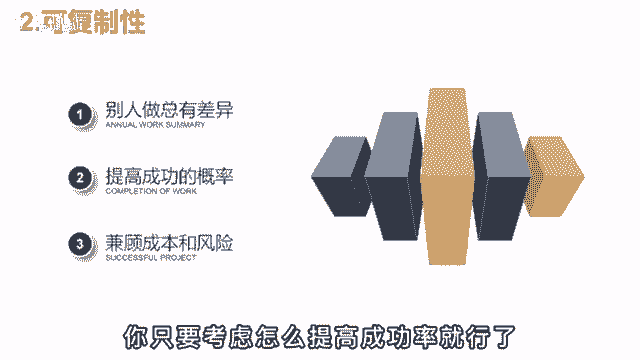 2.可复制性
1
别人做总有差异
ANNUAL WORK SUMMARY
2
提高成功的概率
COMPLETION OF WORK
3
兼顾成本和风险
SUCCESSFUL PROJECT
你只要考虑怎么提高成功率就行了